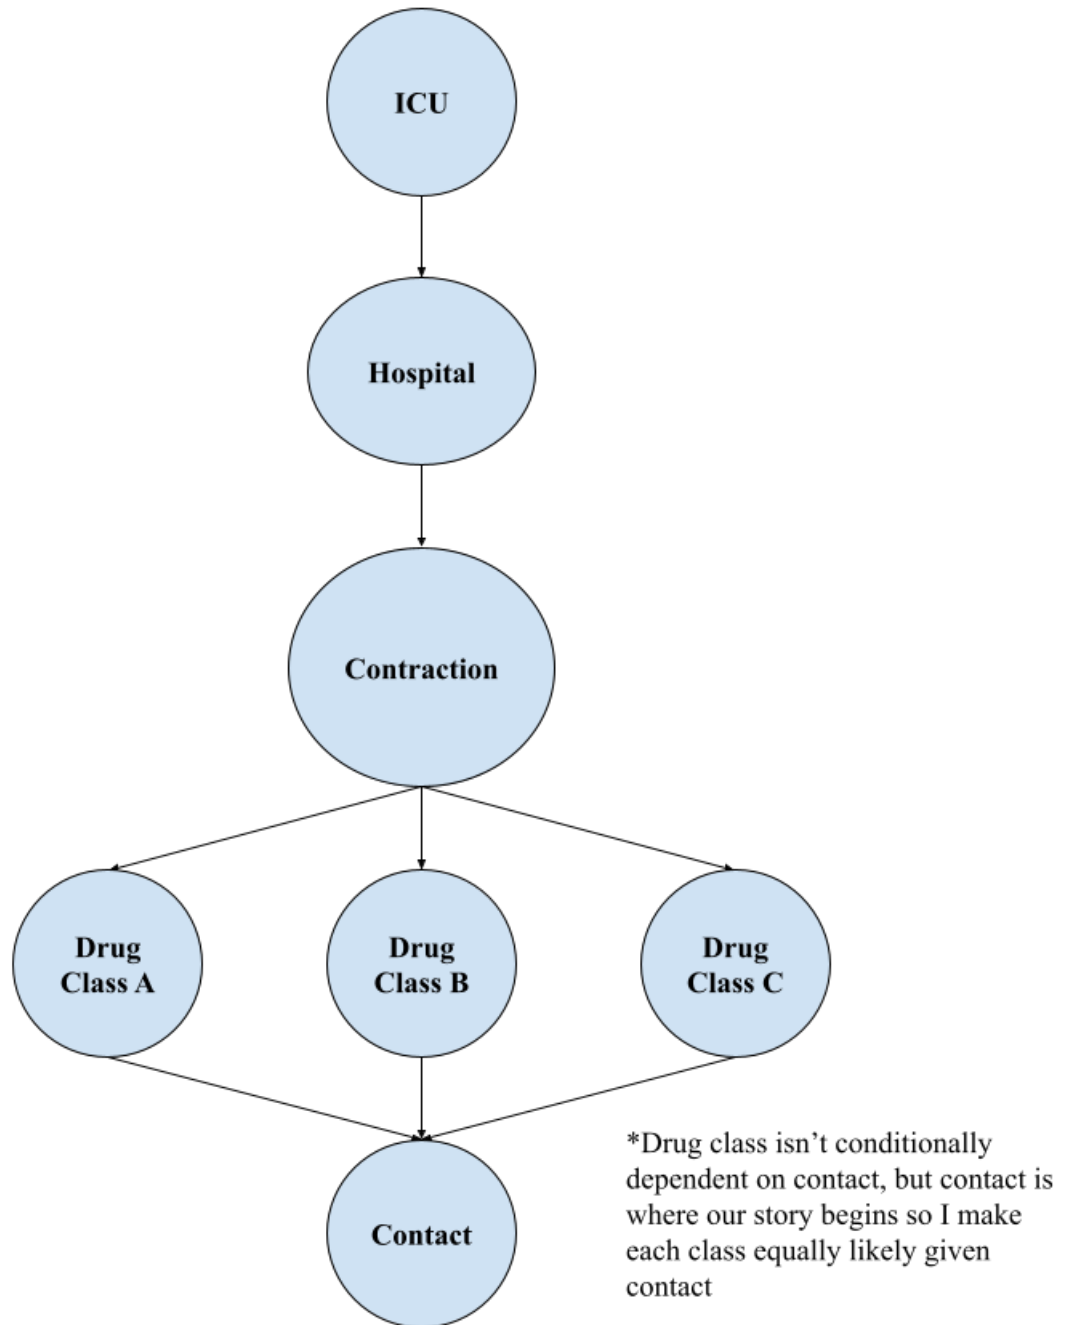 ICU
Hospital
Contraction
Drug
Class A
Drug
Class B
Drug
Class C
*Drug class isn’t conditionally
dependent on contact, but contact is
where our story begins so I make
each class equally likely given
contact
Contact